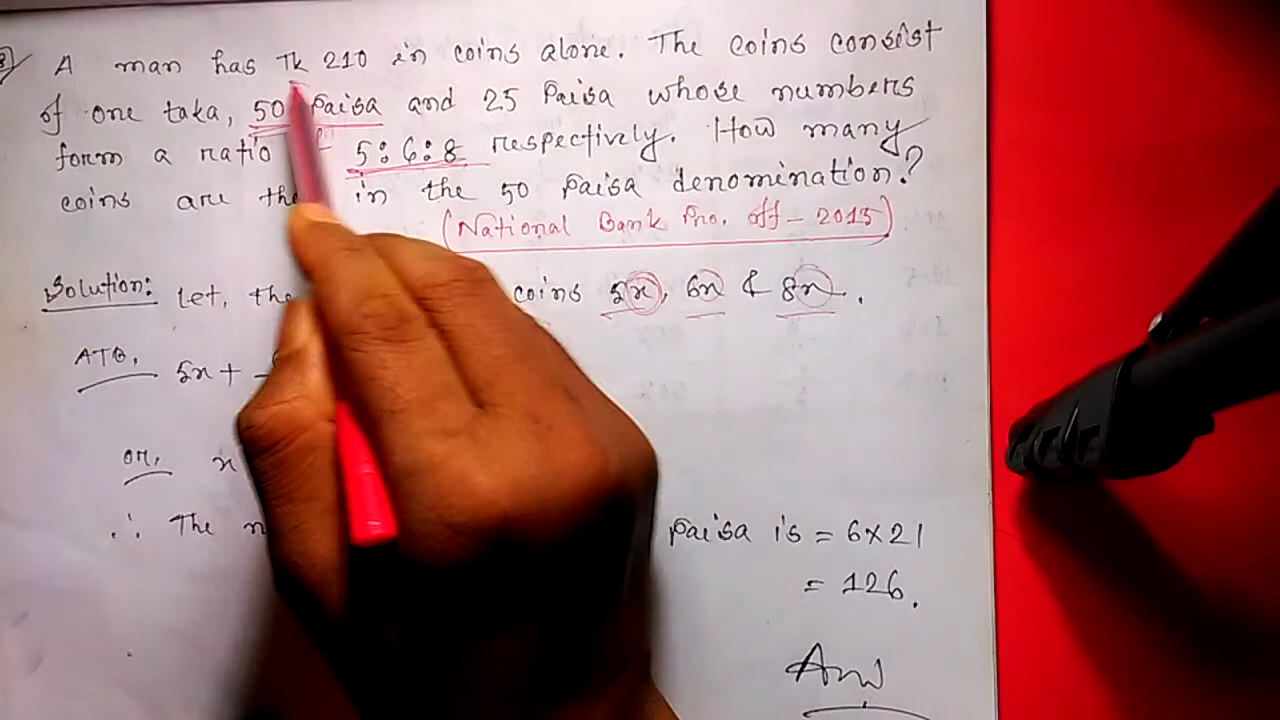 A man has Tk 210 in coins alone. The coins consist
of one taka, 50 Paisa and 25 Paisa whose numbers
form a ratio 5:6:8 respectively. How many
coins are in the 50 Paisa denomination?
(National Bank Pro. off - 2015)
Solution: Let, coins 5x, 6x & 8x.
ATQ, 5x +
or, x
∴ The Paisa is = 6×21
= 126.
Ans